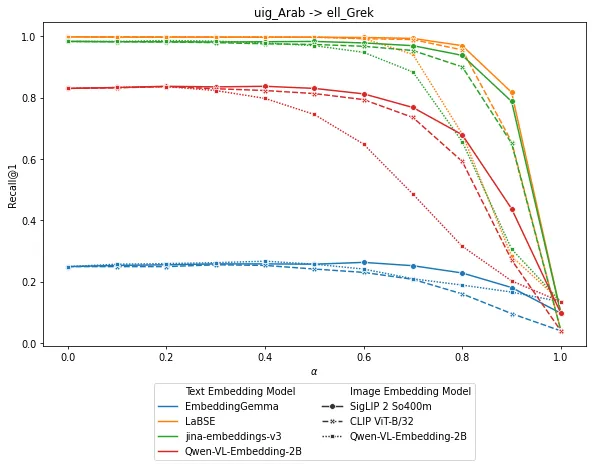 uig_Arab -> ell_Grek
Recall@1
1.0
0.8
0.6
0.4
0.2
0.0
0.0 0.2 0.4 0.6 0.8 1.0
α
Text Embedding Model
EmbeddingGemma
LaBSE
jina-embeddings-v3
Qwen-VL-Embedding-2B
Image Embedding Model
SigLIP 2 So400m
CLIP ViT-B/32
Qwen-VL-Embedding-2B